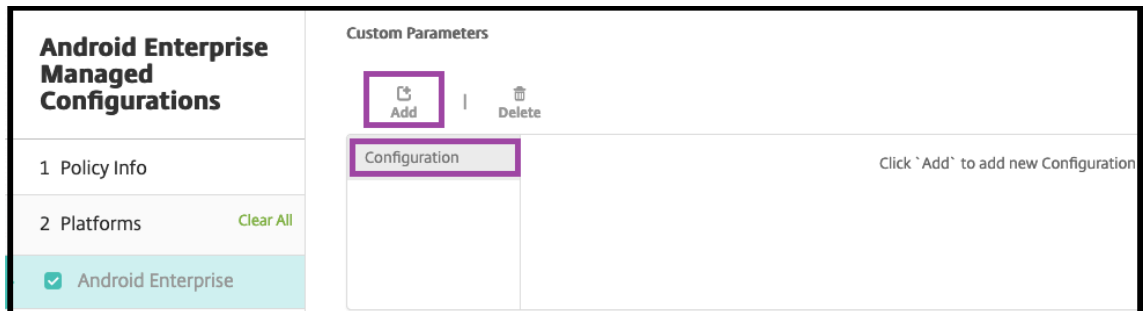 Android Enterprise
Managed
Configurations
1 Policy Info
2 Platforms
Clear All
Android Enterprise
Custom Parameters
Add
|
Delete
Configuration
Click `Add` to add new Configuration